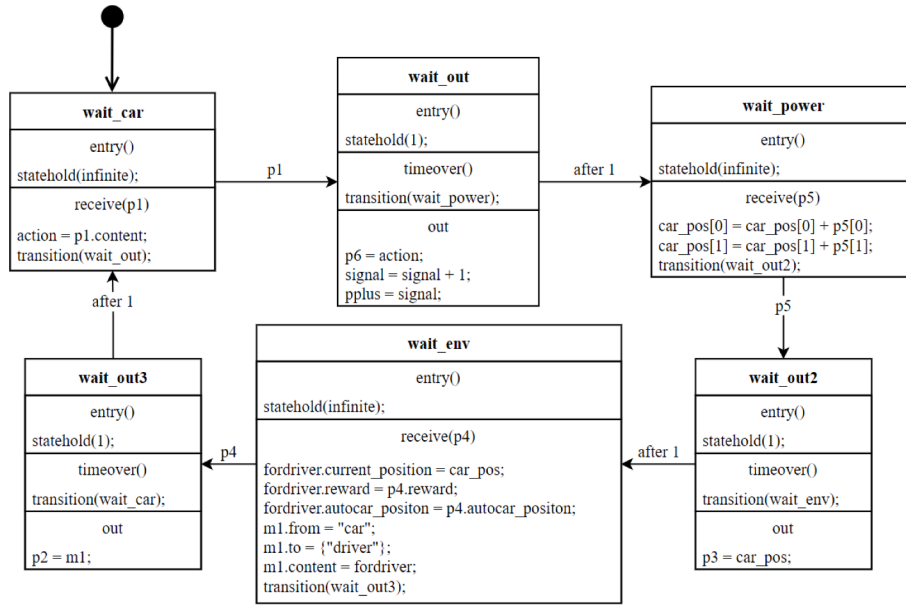 wait_car
entry()
statehold(infinite);
receive(p1)
action = p1.content;
transition(wait_out);
p1
wait_out
entry()
statehold(1);
timeover()
transition(wait_power);
out
p6 = action;
signal = signal + 1;
pplus = signal;
after 1
wait_power
entry()
statehold(infinite);
receive(p5)
car_pos[0] = car_pos[0] + p5[0];
car_pos[1] = car_pos[1] + p5[1];
transition(wait_out2);
p5
wait_out2
entry()
statehold(1);
timeover()
transition(wait_env);
out
p3 = car_pos;
after 1
wait_env
entry()
statehold(infinite);
receive(p4)
fordriver.current_position = car_pos;
fordriver.reward = p4.reward;
fordriver.autocar_positon = p4.autocar_positon;
m1.from = "car";
m1.to = {"driver"};
m1.content = fordriver;
transition(wait_out3);
p4
wait_out3
entry()
statehold(1);
timeover()
transition(wait_car);
out
p2 = m1;
after 1